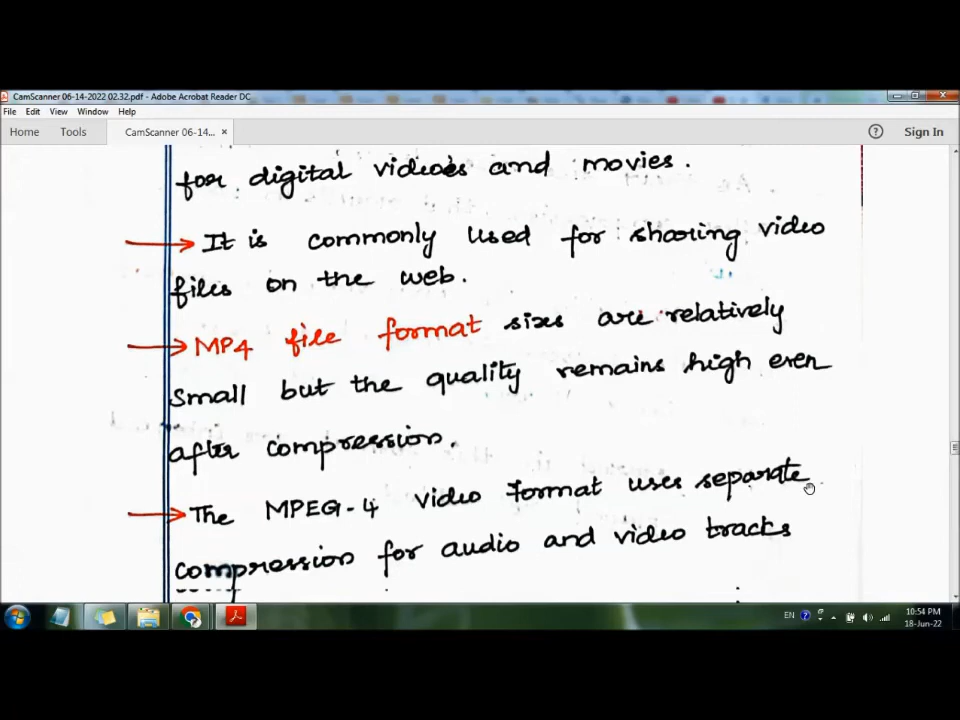 CamScanner 06-14-2022 02.32.pdf - Adobe Acrobat Reader DC
File Edit View Window Help
Home Tools CamScanner 06-14... × ? Sign In
for digital videos and movies.
It is commonly used for sharing video
files on the web.
MP4 file format sizes are relatively
small but the quality remains high even
after compression.
The MPEG-4 video format uses separate
compression for audio and video tracks
EN 10:54 PM
18-Jun-22